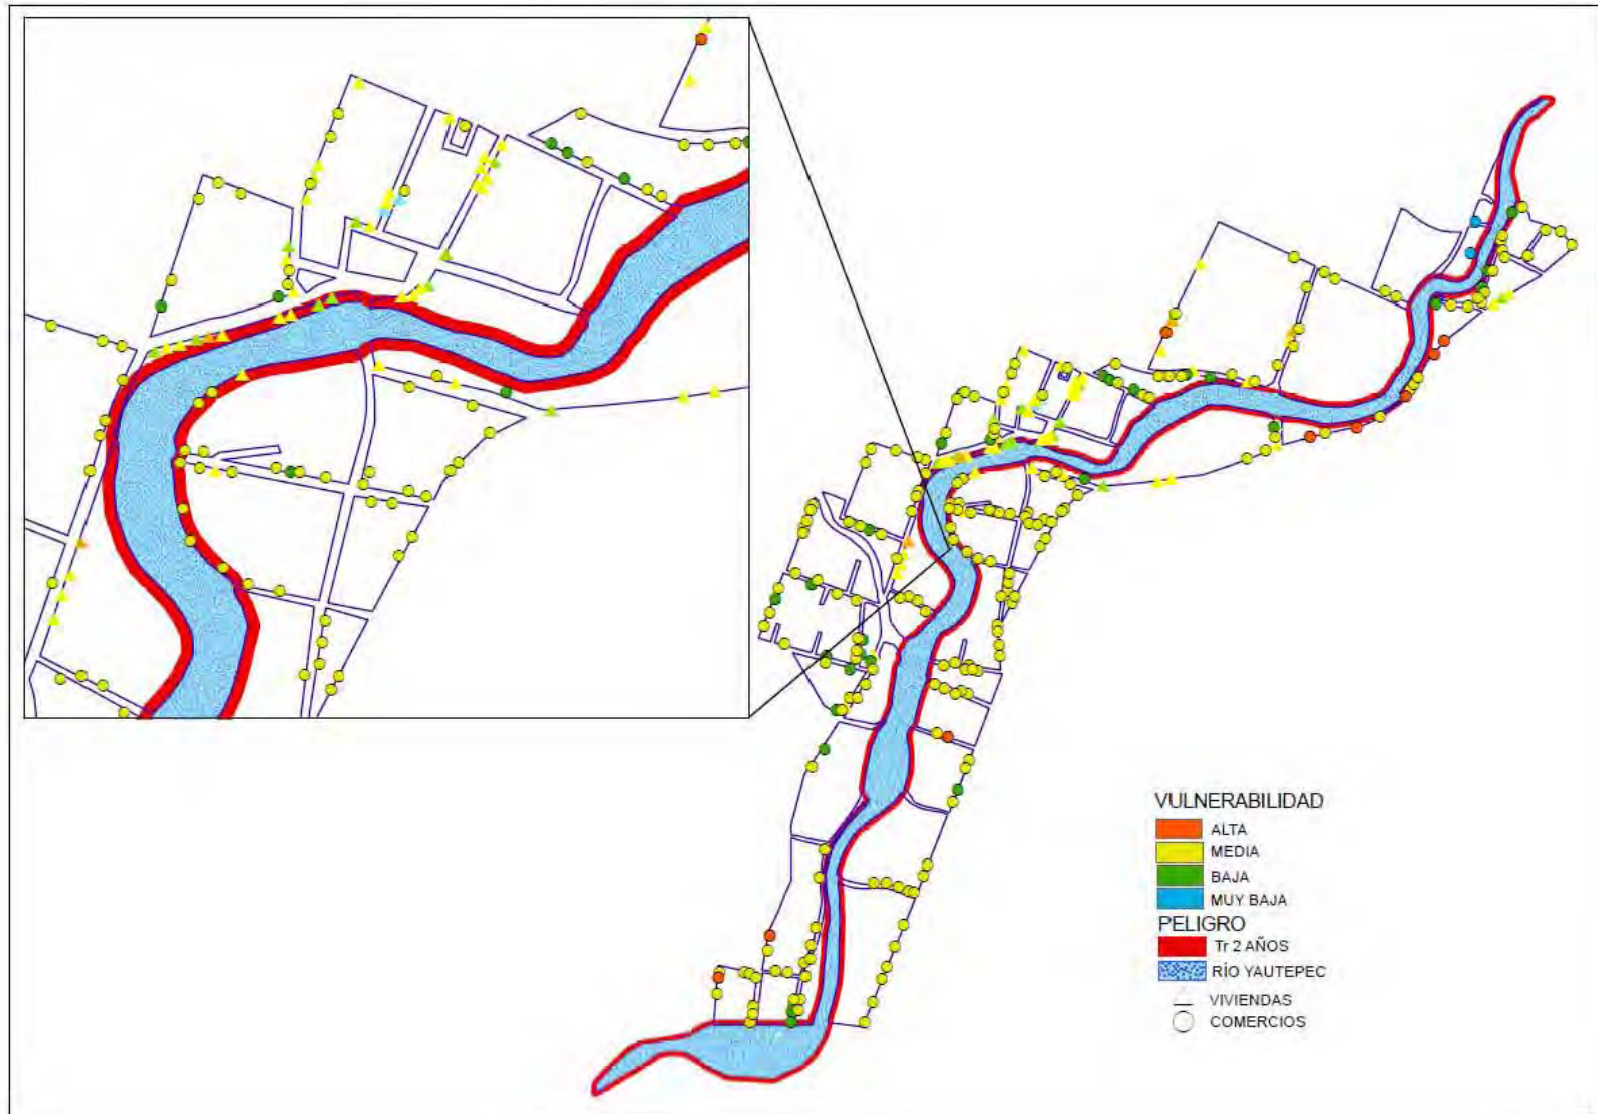 VULNERABILIDAD
ALTA
MEDIA
BAJA
MUY BAJA
PELIGRO
Tr 2 AÑOS
RÍO YAUTEPEC
VIVIENDAS
COMERCIOS